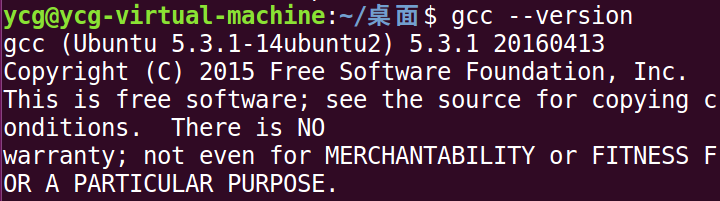 ycg@ycg-virtual-machine:~/桌面$ gcc --version
gcc (Ubuntu 5.3.1-14ubuntu2) 5.3.1 20160413
Copyright (C) 2015 Free Software Foundation, Inc.
This is free software; see the source for copying c
onditions.  There is NO
warranty; not even for MERCHANTABILITY or FITNESS F
OR A PARTICULAR PURPOSE.